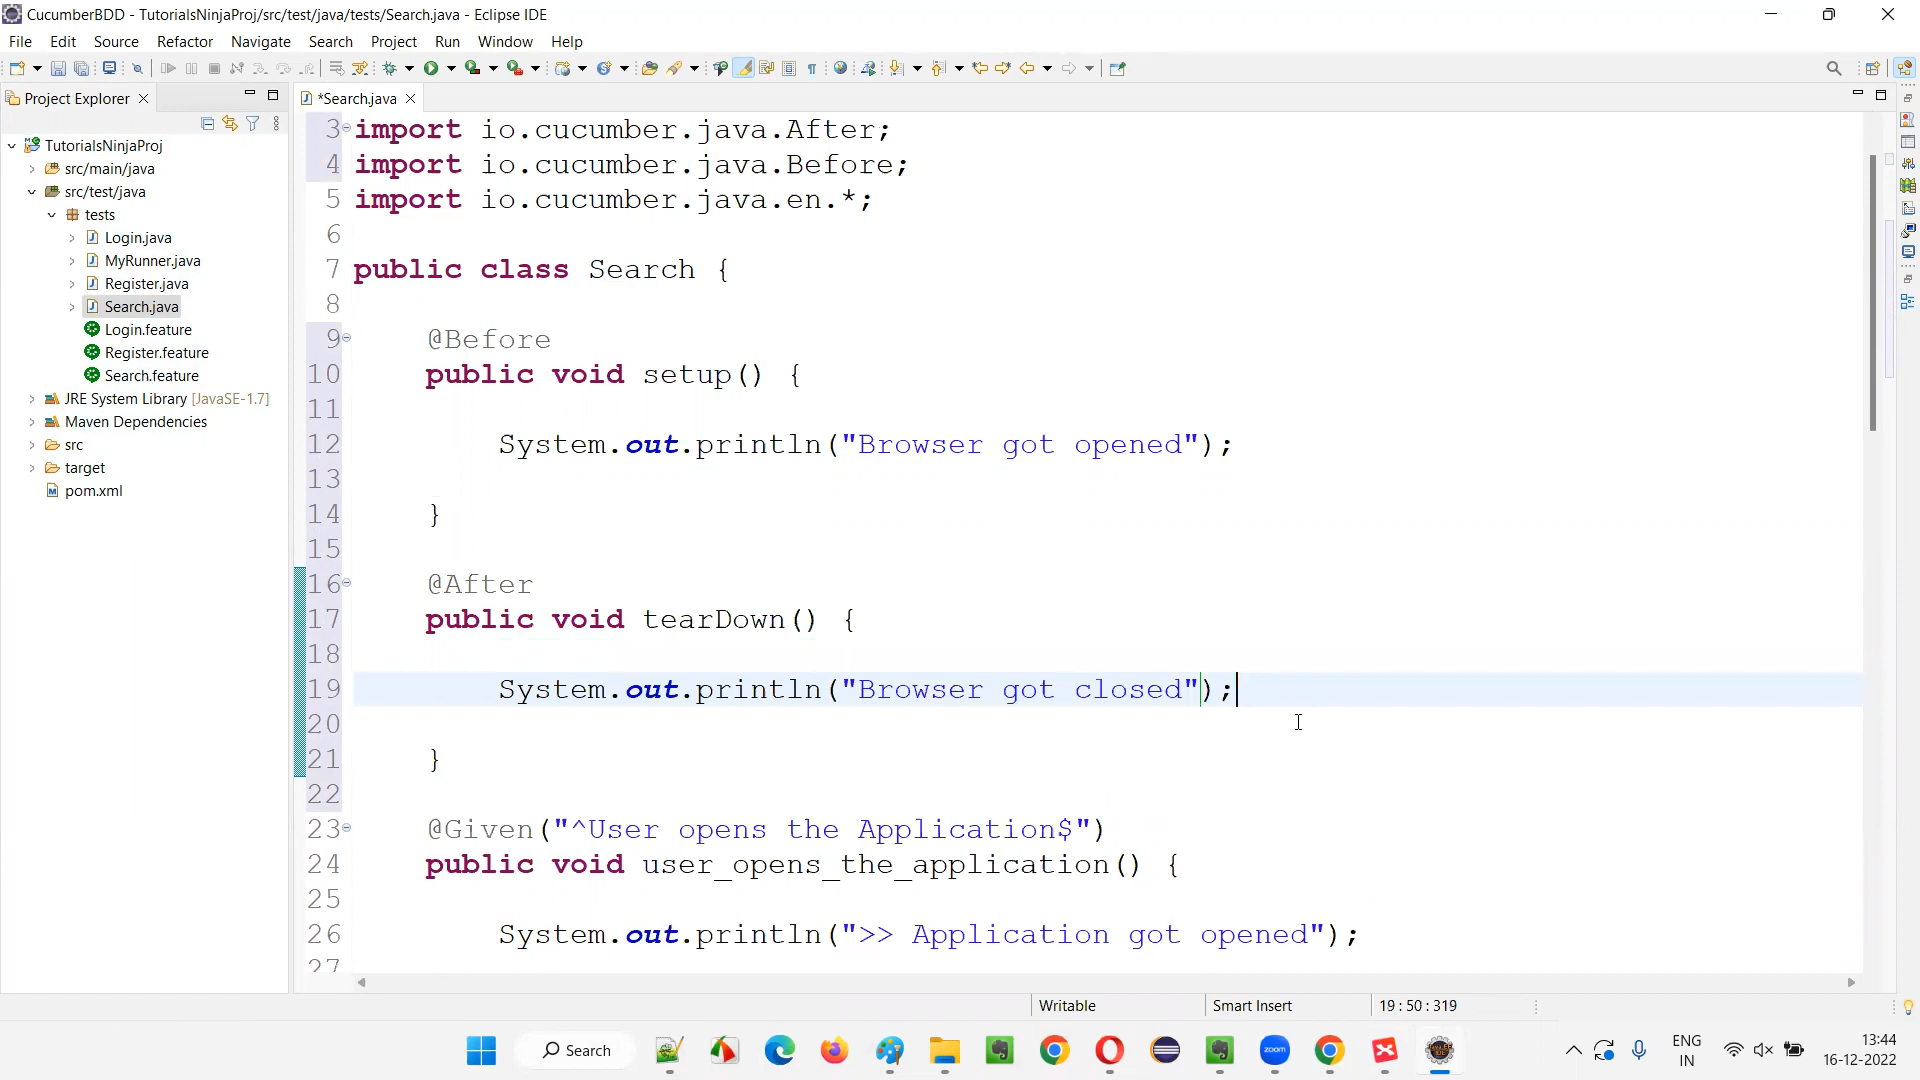 CucumberBDD - TutorialsNinjaProj/src/test/java/tests/Search.java - Eclipse IDE
File Edit Source Refactor Navigate Search Project Run Window Help
Project Explorer
*Search.java
TutorialsNinjaProj
src/main/java
src/test/java
tests
Login.java
MyRunner.java
Register.java
Search.java
Login.feature
Register.feature
Search.feature
JRE System Library [JavaSE-1.7]
Maven Dependencies
src
target
pom.xml
3 import io.cucumber.java.After;
4 import io.cucumber.java.Before;
5 import io.cucumber.java.en.*;
6
7 public class Search {
8
9 @Before
10 public void setup() {
11
12 System.out.println("Browser got opened");
13
14 }
15
16 @After
17 public void tearDown() {
18
19 System.out.println("Browser got closed");
20
21 }
22
23 @Given("^User opens the Application$")
24 public void user_opens_the_application() {
25
26 System.out.println(">> Application got opened");
27
Writable Smart Insert 19 : 50 : 319
Search
zoom
ENG
IN
13:44
16-12-2022